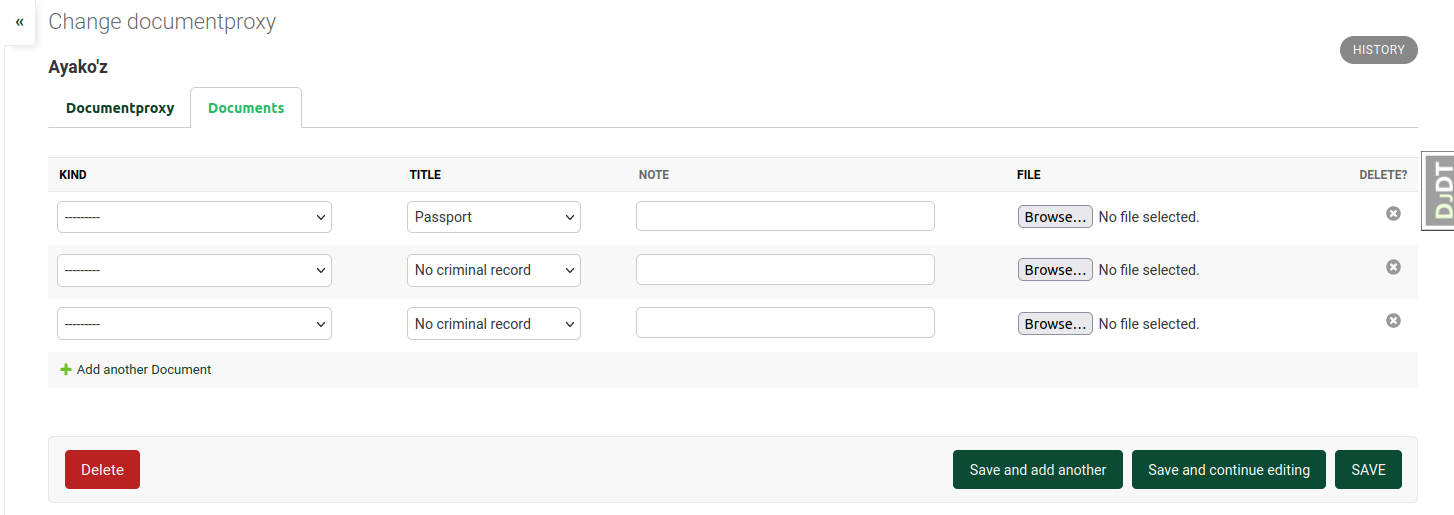 «
Change documentproxy
HISTORY
Ayako'z
Documentproxy Documents
KIND TITLE NOTE FILE DELETE?
--------- Passport Browse... No file selected.
--------- No criminal record Browse... No file selected.
--------- No criminal record Browse... No file selected.
Add another Document
Delete Save and add another Save and continue editing SAVE
DJDT